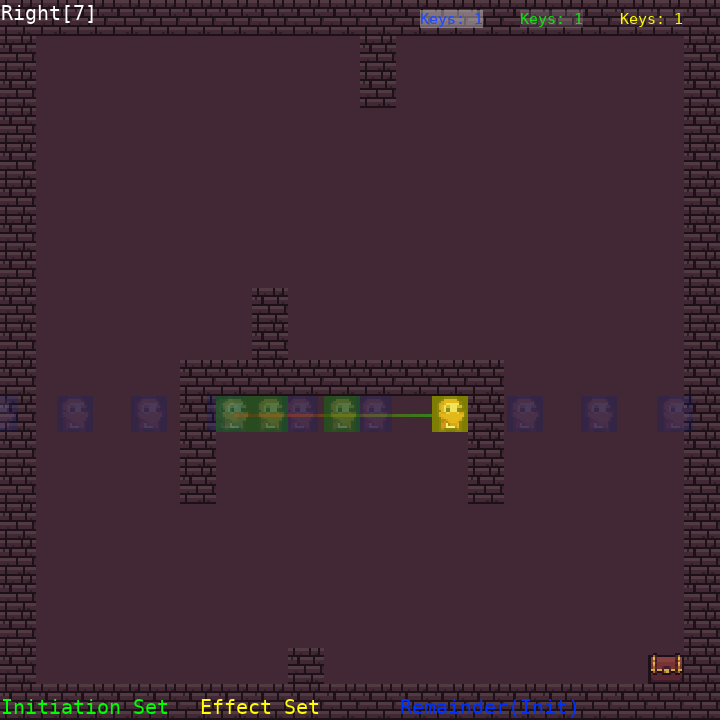 Right[7]
Keys: 1 Keys: 1 Keys: 1
Initiation Set Effect Set Remainder(Init)